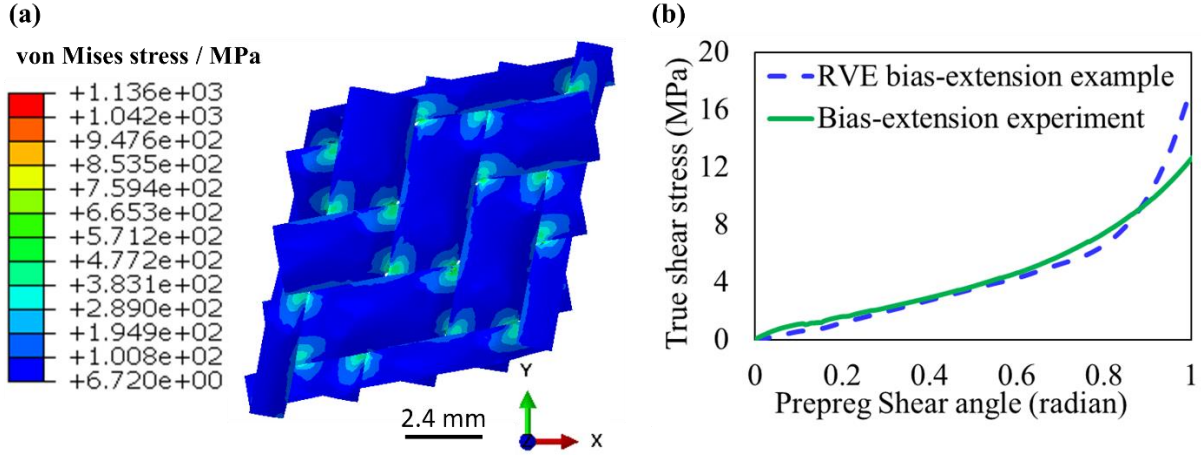 (a)
von Mises stress / MPa
+1.136e+03
+1.042e+03
+9.476e+02
+8.535e+02
+7.594e+02
+6.653e+02
+5.712e+02
+4.772e+02
+3.831e+02
+2.890e+02
+1.949e+02
+1.008e+02
+6.720e+00
2.4 mm
Y
Z
X
(b)
True shear stress (MPa)
20
16
12
8
4
0
RVE bias-extension example
Bias-extension experiment
0 0.2 0.4 0.6 0.8 1
Prepreg Shear angle (radian)